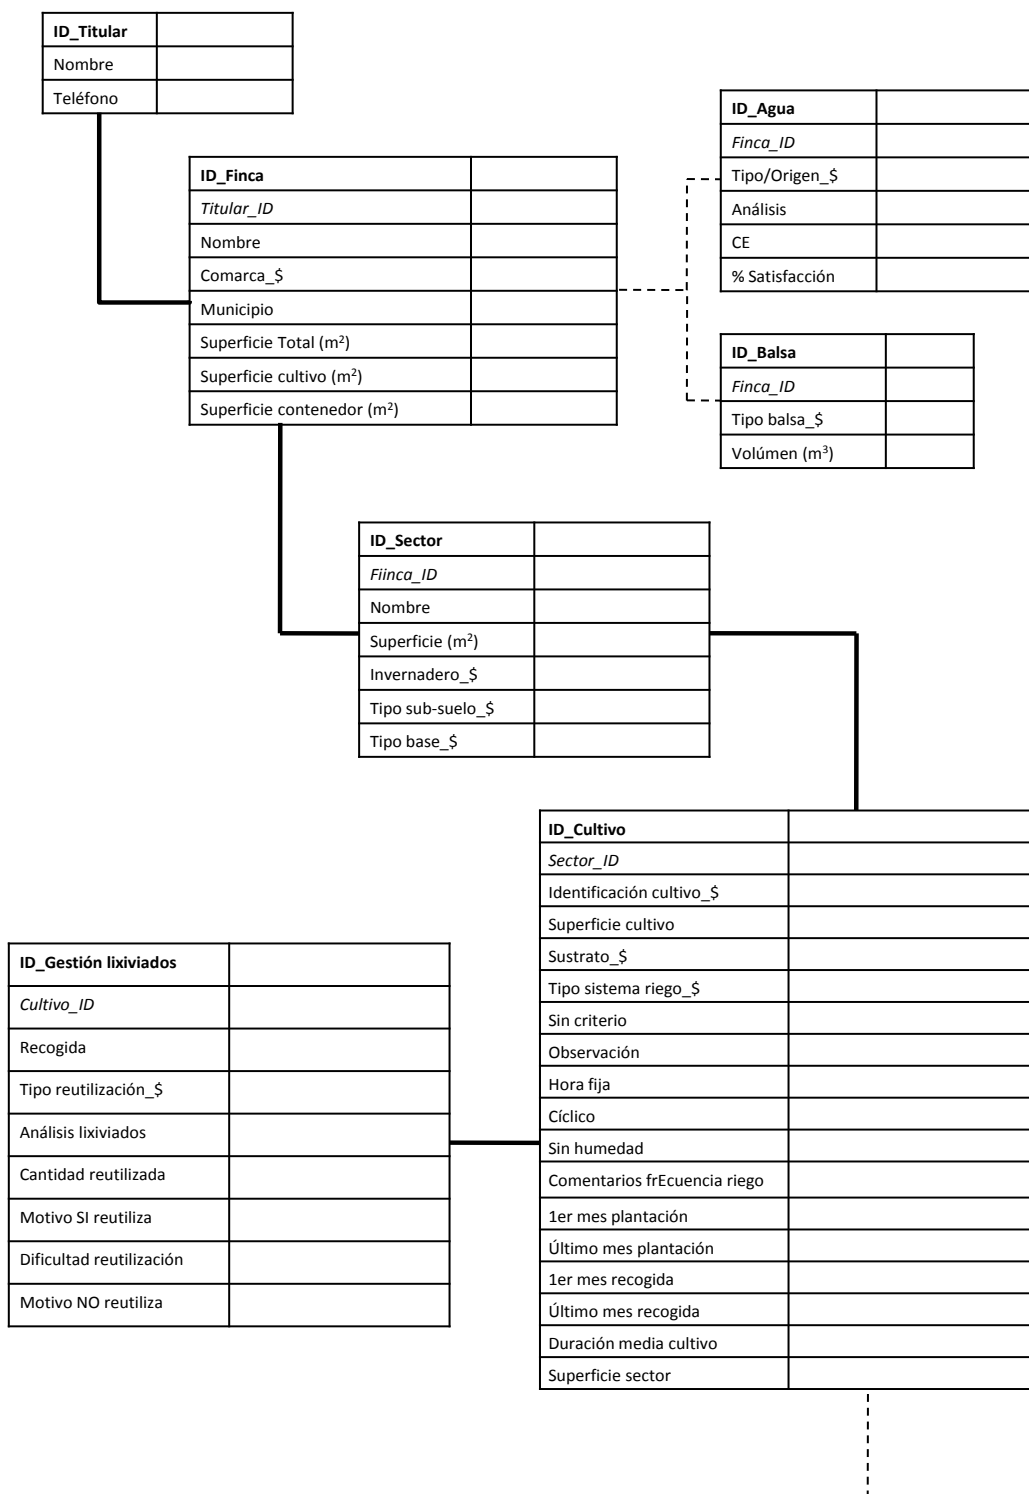 ID_Titular
Nombre
Teléfono
ID_Finca
Titular_ID
Nombre
Comarca_$
Municipio
Superficie Total (m²)
Superficie cultivo (m²)
Superficie contenedor (m²)
ID_Agua
Finca_ID
Tipo/Origen_$
Análisis
CE
% Satisfacción
ID_Balsa
Finca_ID
Tipo balsa_$
Volúmen (m³)
ID_Sector
Fiinca_ID
Nombre
Superficie (m²)
Invernadero_$
Tipo sub-suelo_$
Tipo base_$
ID_Cultivo
Sector_ID
Identificación cultivo_$
Superficie cultivo
Sustrato_$
Tipo sistema riego_$
Sin criterio
Observación
Hora fija
Cíclico
Sin humedad
Comentarios frEcuencia riego
1er mes plantación
Último mes plantación
1er mes recogida
Último mes recogida
Duración media cultivo
Superficie sector
ID_Gestión lixiviados
Cultivo_ID
Recogida
Tipo reutilización_$
Análisis lixiviados
Cantidad reutilizada
Motivo SI reutiliza
Dificultad reutilización
Motivo NO reutiliza